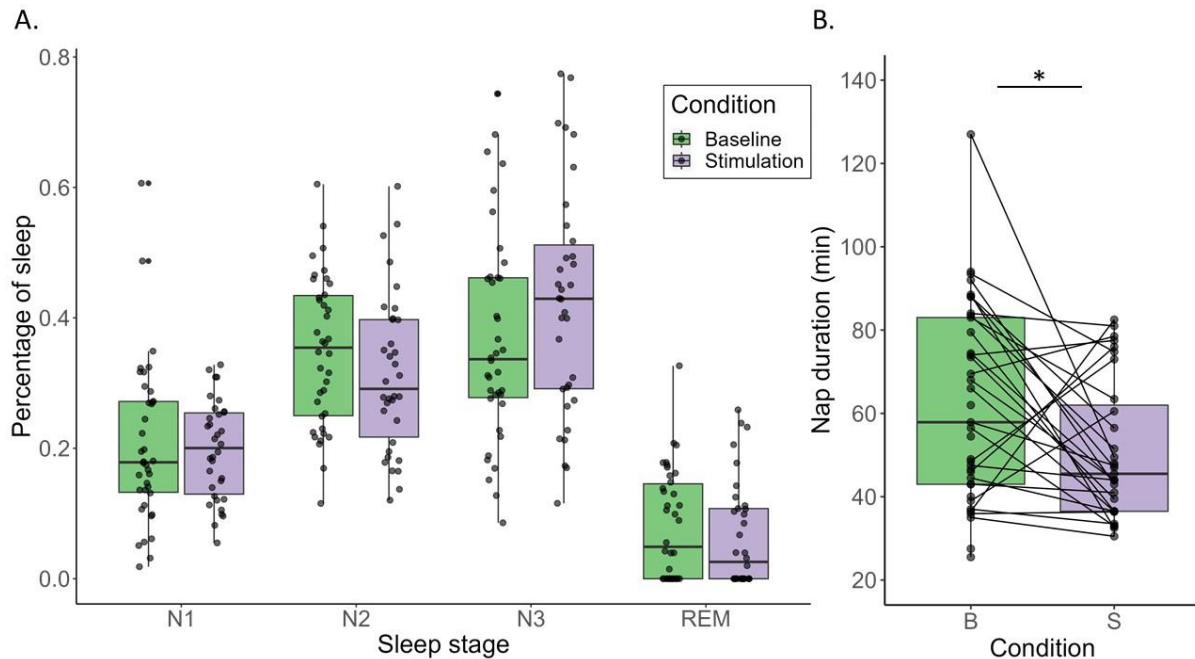 A.
Percentage of sleep
0.8
0.6
0.4
0.2
0.0
N1
N2
N3
REM
Sleep stage
Condition
Baseline
Stimulation
B.
*
Nap duration (min)
140
120
100
80
60
40
20
B
S
Condition